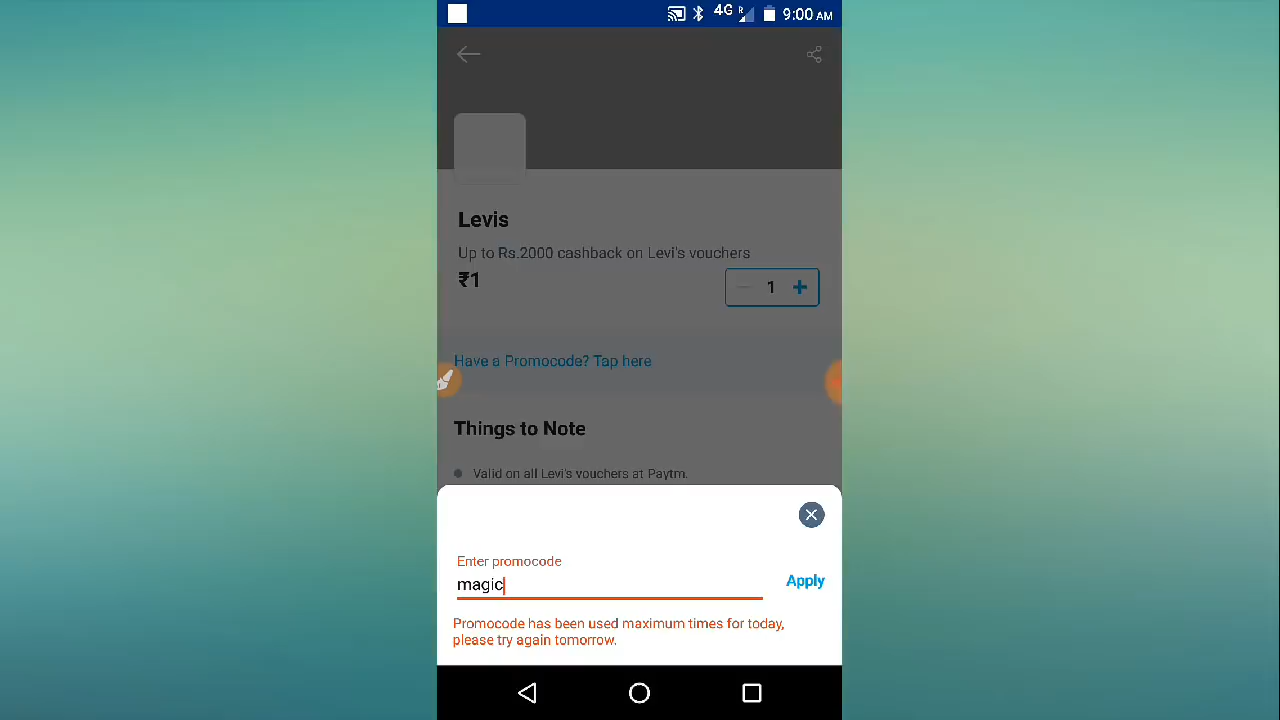 4G R 9:00 AM
Levis
Up to Rs.2000 cashback on Levi's vouchers
₹1
1
Have a Promocode? Tap here
Things to Note
Valid on all Levi's vouchers at Paytm.
Enter promocode
magic
Apply
Promocode has been used maximum times for today,
please try again tomorrow.